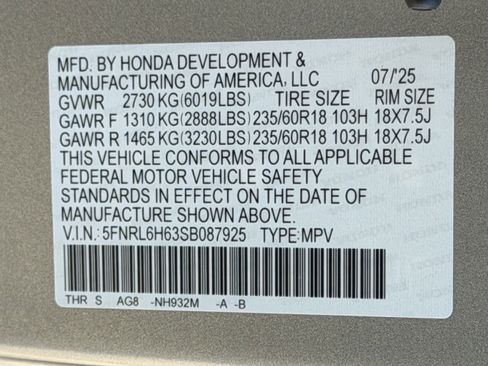 MFD. BY HONDA DEVELOPMENT &
MANUFACTURING OF AMERICA, LLC 07/'25
GVWR 2730 KG(6019LBS) TIRE SIZE RIM SIZE
GAWR F 1310 KG(2888LBS) 235/60R18 103H 18X7.5J
GAWR R 1465 KG(3230LBS) 235/60R18 103H 18X7.5J
THIS VEHICLE CONFORMS TO ALL APPLICABLE
FEDERAL MOTOR VEHICLE SAFETY
STANDARDS IN EFFECT ON THE DATE OF
MANUFACTURE SHOWN ABOVE.
V.I.N.:5FNRL6H63SB087925 TYPE:MPV
THR S AG8 -NH932M -A -B